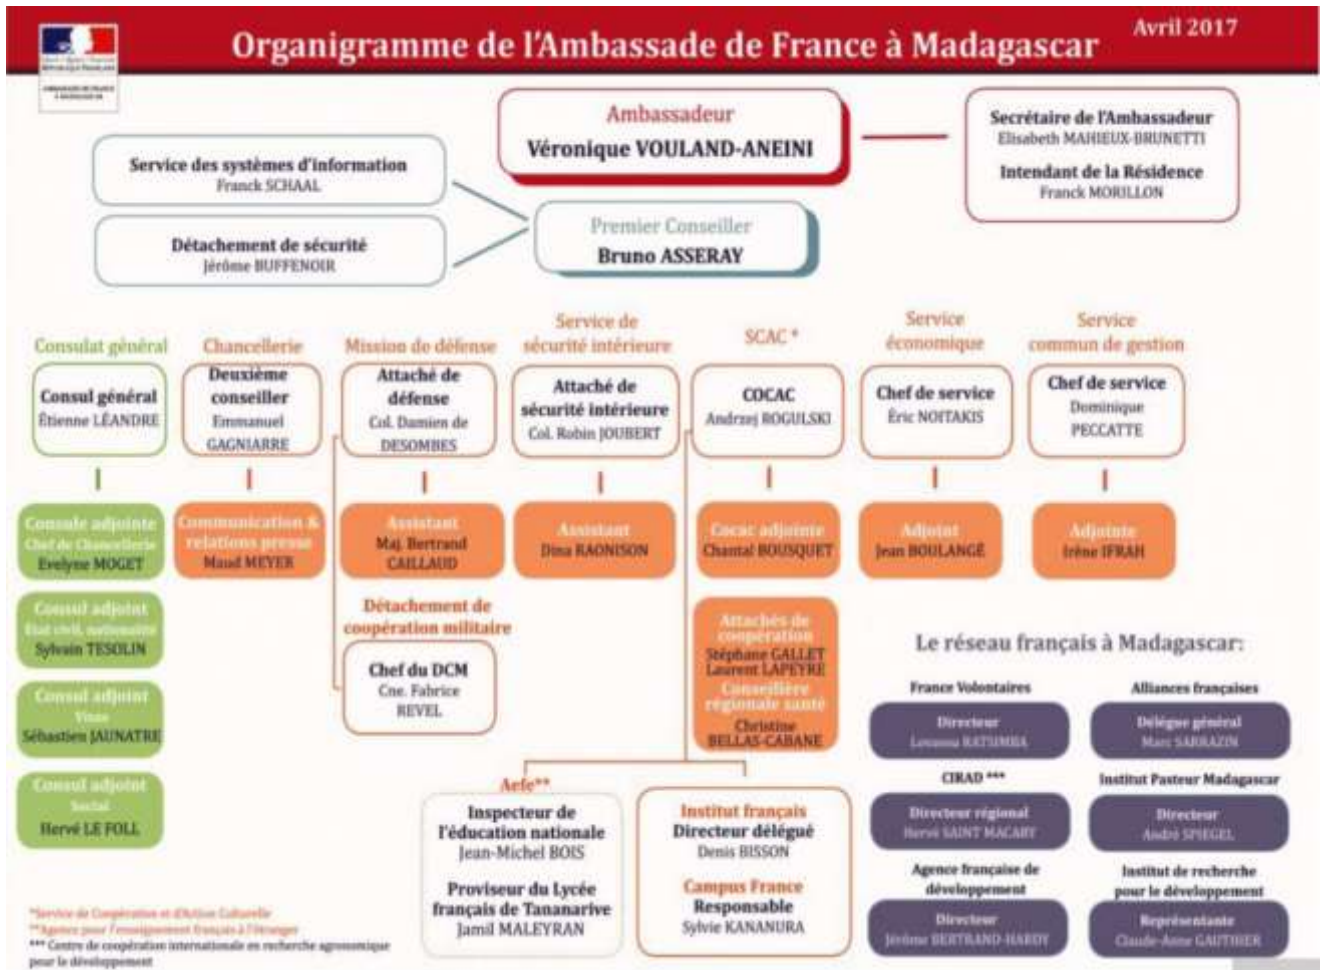 Avril 2017
Organigramme de l'Ambassade de France à Madagascar
Ambassadeur
Véronique VOULAND-ANEINI
Secrétaire de l'Ambassadeur
Elisabeth MAHIEUX-BRUNETTI
Intendant de la Résidence
Franck MORILLON
Service des systèmes d'information
Franck SCHAAL
Détachement de sécurité
Jérôme BUFFENOIR
Premier Conseiller
Bruno ASSERAY
Consulat général
Consul général
Étienne LÉANDRE
Consule adjointe
Chef de Chancellerie
Evelyne MOGET
Consul adjoint
Etat civil, nationalité
Sylvain TESOLIN
Consul adjoint
Visas
Sébastien JAUNATRE
Consul adjoint
Social
Hervé LE FOLL
Chancellerie
Deuxième
conseiller
Emmanuel
GAGNIARRE
Communication &
relations presse
Maud MEYER
Mission de défense
Attaché de
défense
Col. Damien de
DESOMBES
Assistant
Maj. Bertrand
CAILLAUD
Détachement de
coopération militaire
Chef du DCM
Cne. Fabrice
REVEL
Service de
sécurité intérieure
Attaché de
sécurité intérieure
Col. Robin JOUBERT
Assistant
Dina RAONISON
SCAC *
COCAC
Andrzej ROGULSKI
Cocac adjointe
Chantal BOUSQUET
Attachés de
coopération
Stéphane GALLET
Laurent LAPEYRE
Conseillère
régionale santé
Christine
BELLAS-CABANE
Service
économique
Chef de service
Éric NOITAKIS
Adjoint
Jean BOULANGÉ
Service
commun de gestion
Chef de service
Dominique
PECCATTE
Adjointe
Irène IFRAH
Aefe**
Inspecteur de
l'éducation nationale
Jean-Michel BOIS
Proviseur du Lycée
français de Tananarive
Jamil MALEYRAN
Institut français
Directeur délégué
Denis BISSON
Campus France
Responsable
Sylvie KANANURA
Le réseau français à Madagascar:
France Volontaires
Directeur
RATSIMBA
Alliances françaises
Délégue général
Marc SARRAZIN
CIRAD ***
Directeur régional
Hervé SAINT MACARY
Institut Pasteur Madagascar
Directeur
André SPIEGEL
Agence française de
développement
Directeur
Jérôme BERTRAND-HARDY
Institut de recherche
pour le développement
Représentante
Claude-Anne GAUTHIER
*Service de Coopération et d'Action Culturelle
**Agence pour l'enseignement français à l'étranger
*** Centre de coopération internationale en recherche agronomique
pour le développement